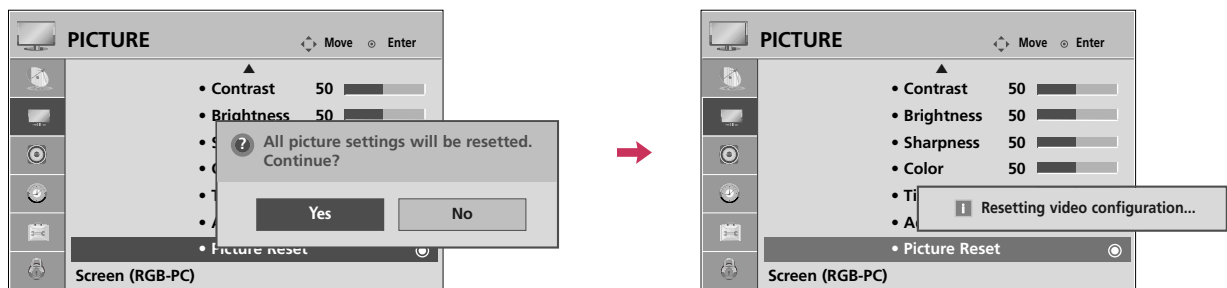 PICTURE
Move Enter
• Contrast 50
• Brightness 50
All picture settings will be resetted.
Continue?
Yes No
• Picture Reset
Screen (RGB-PC)
PICTURE
Move Enter
• Contrast 50
• Brightness 50
• Sharpness 50
• Color 50
• Ti
Resetting video configuration...
• Picture Reset
Screen (RGB-PC)